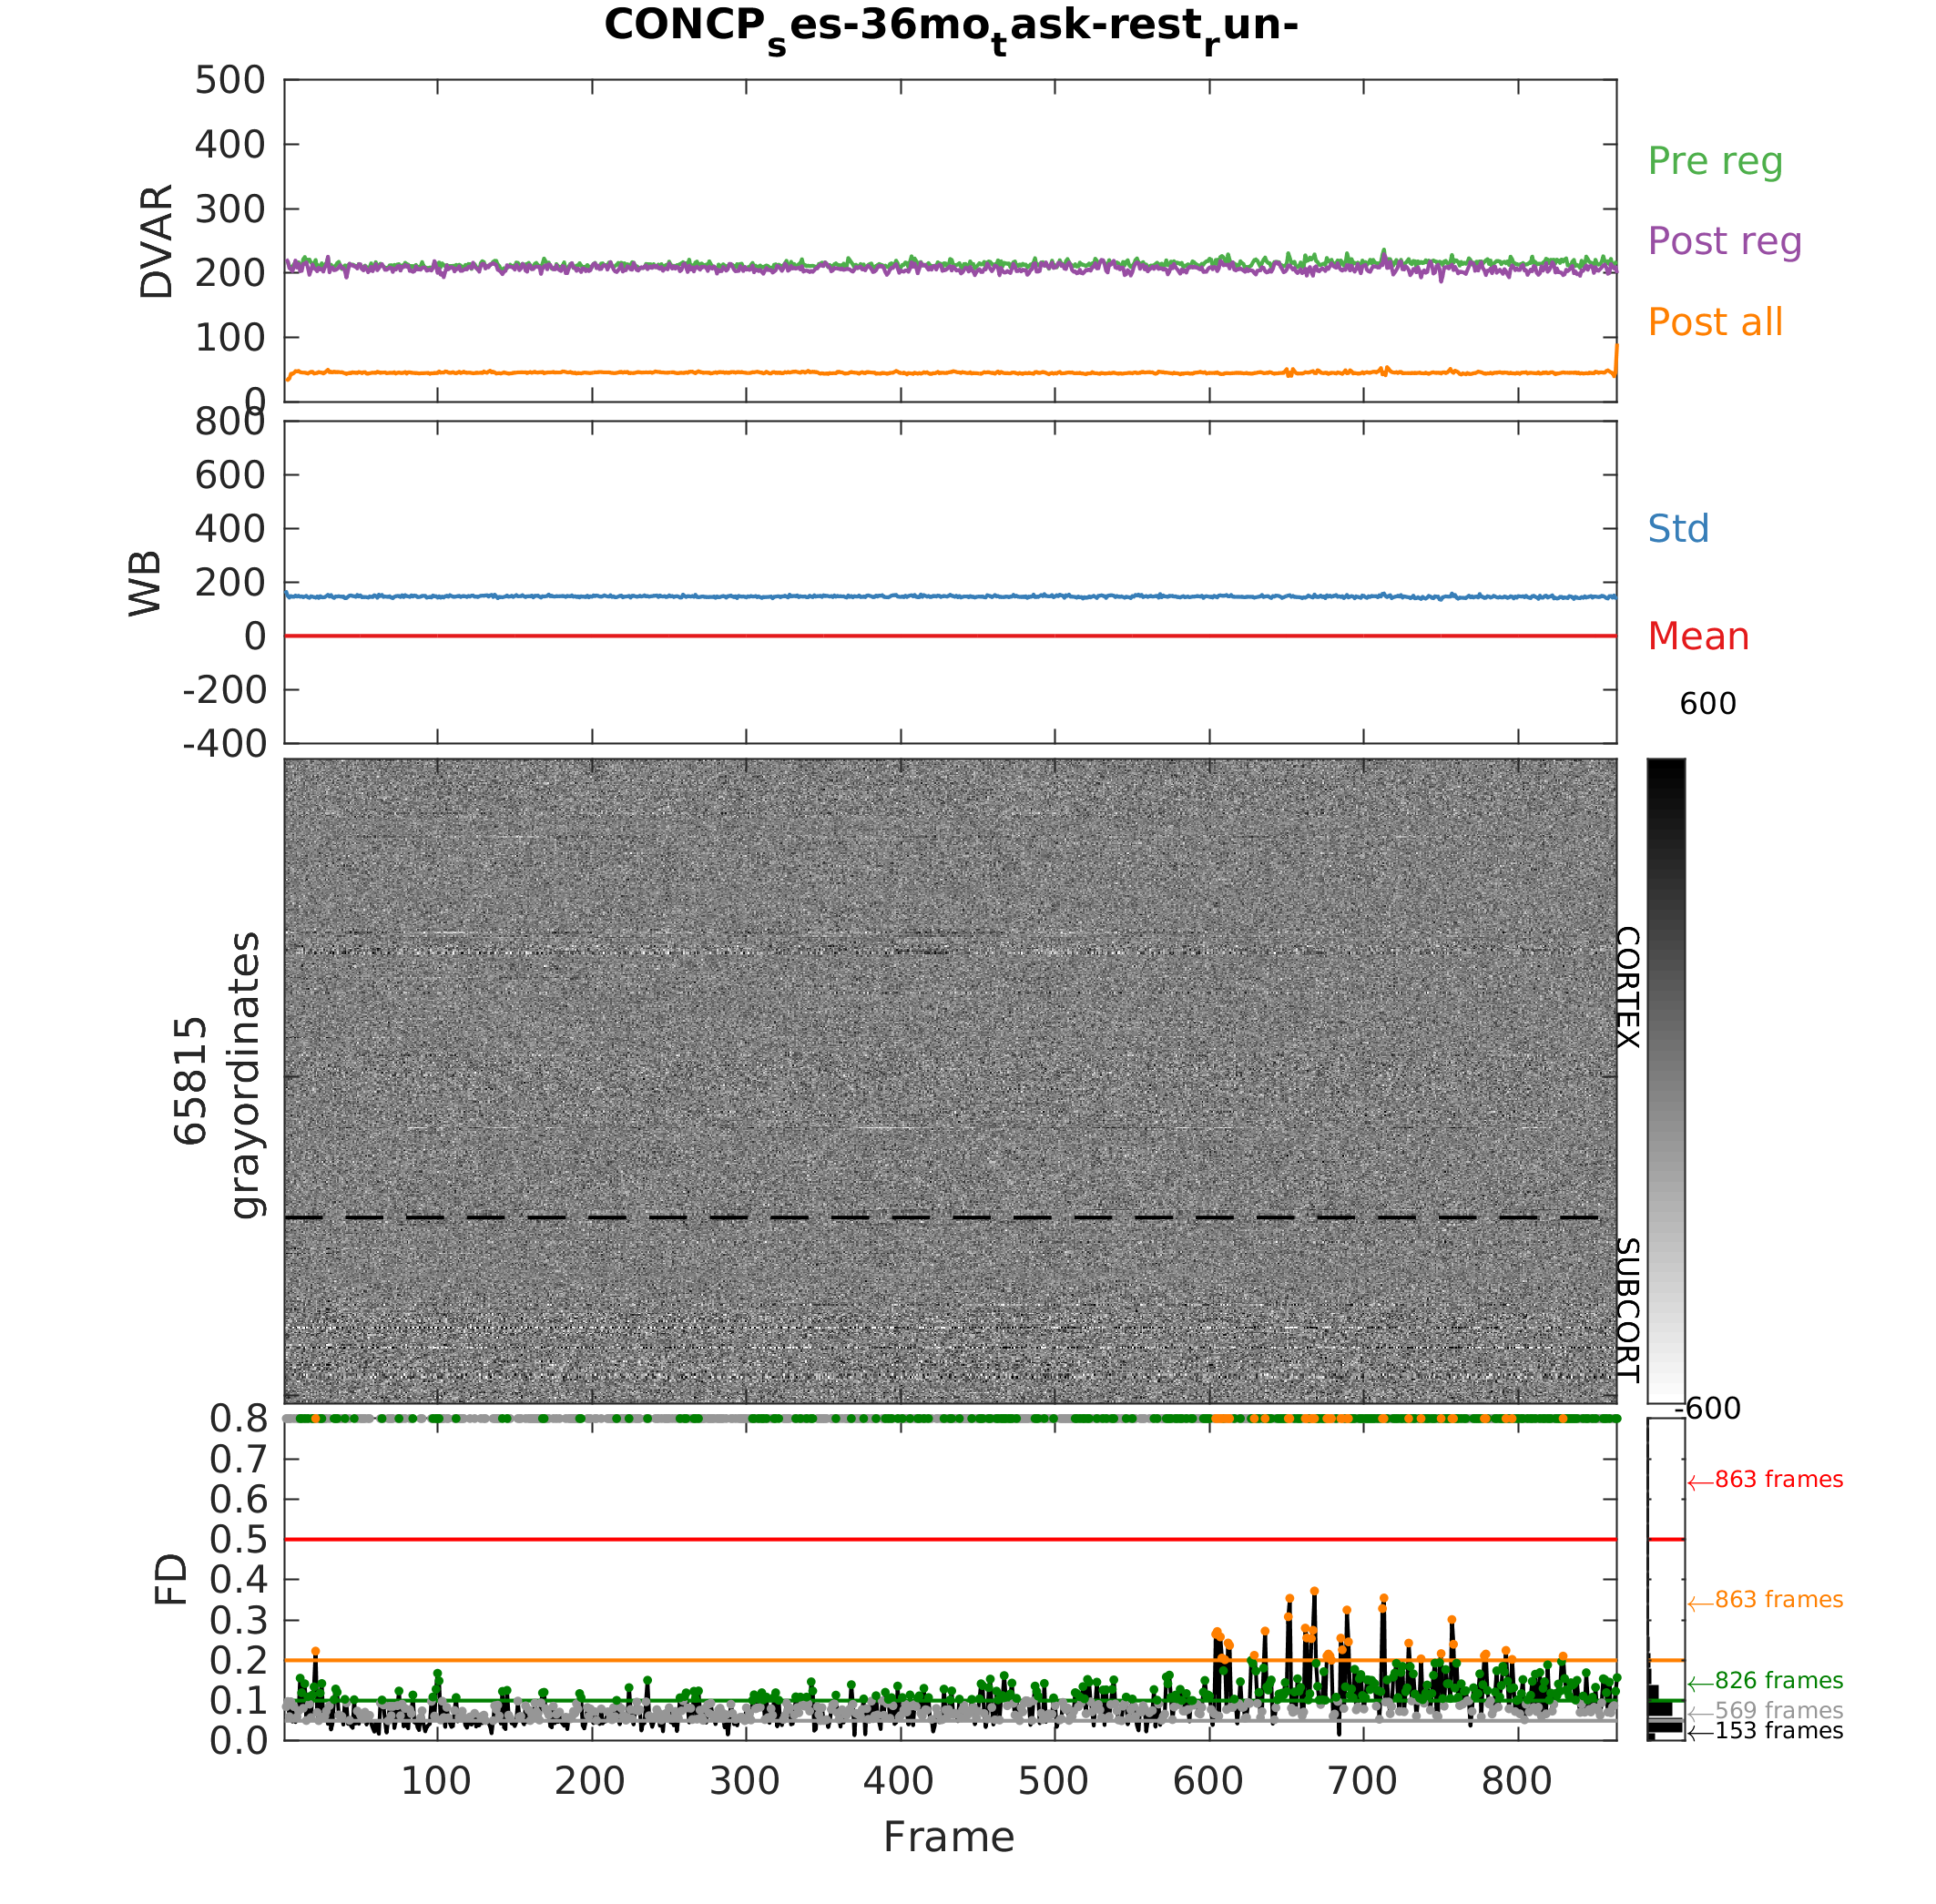 CONCPses-36motask-restrun-
500
400
300
200
100
0
DVAR
Pre reg
Post reg
Post all
800
600
400
200
0
-200
-400
WB
Std
Mean
600
65815
grayordinates
CORTEX
SUBCORT
-600
0.8
0.7
0.6
0.5
0.4
0.3
0.2
0.1
0.0
FD
←863 frames
←863 frames
←826 frames
←569 frames
←153 frames
100 200 300 400 500 600 700 800
Frame